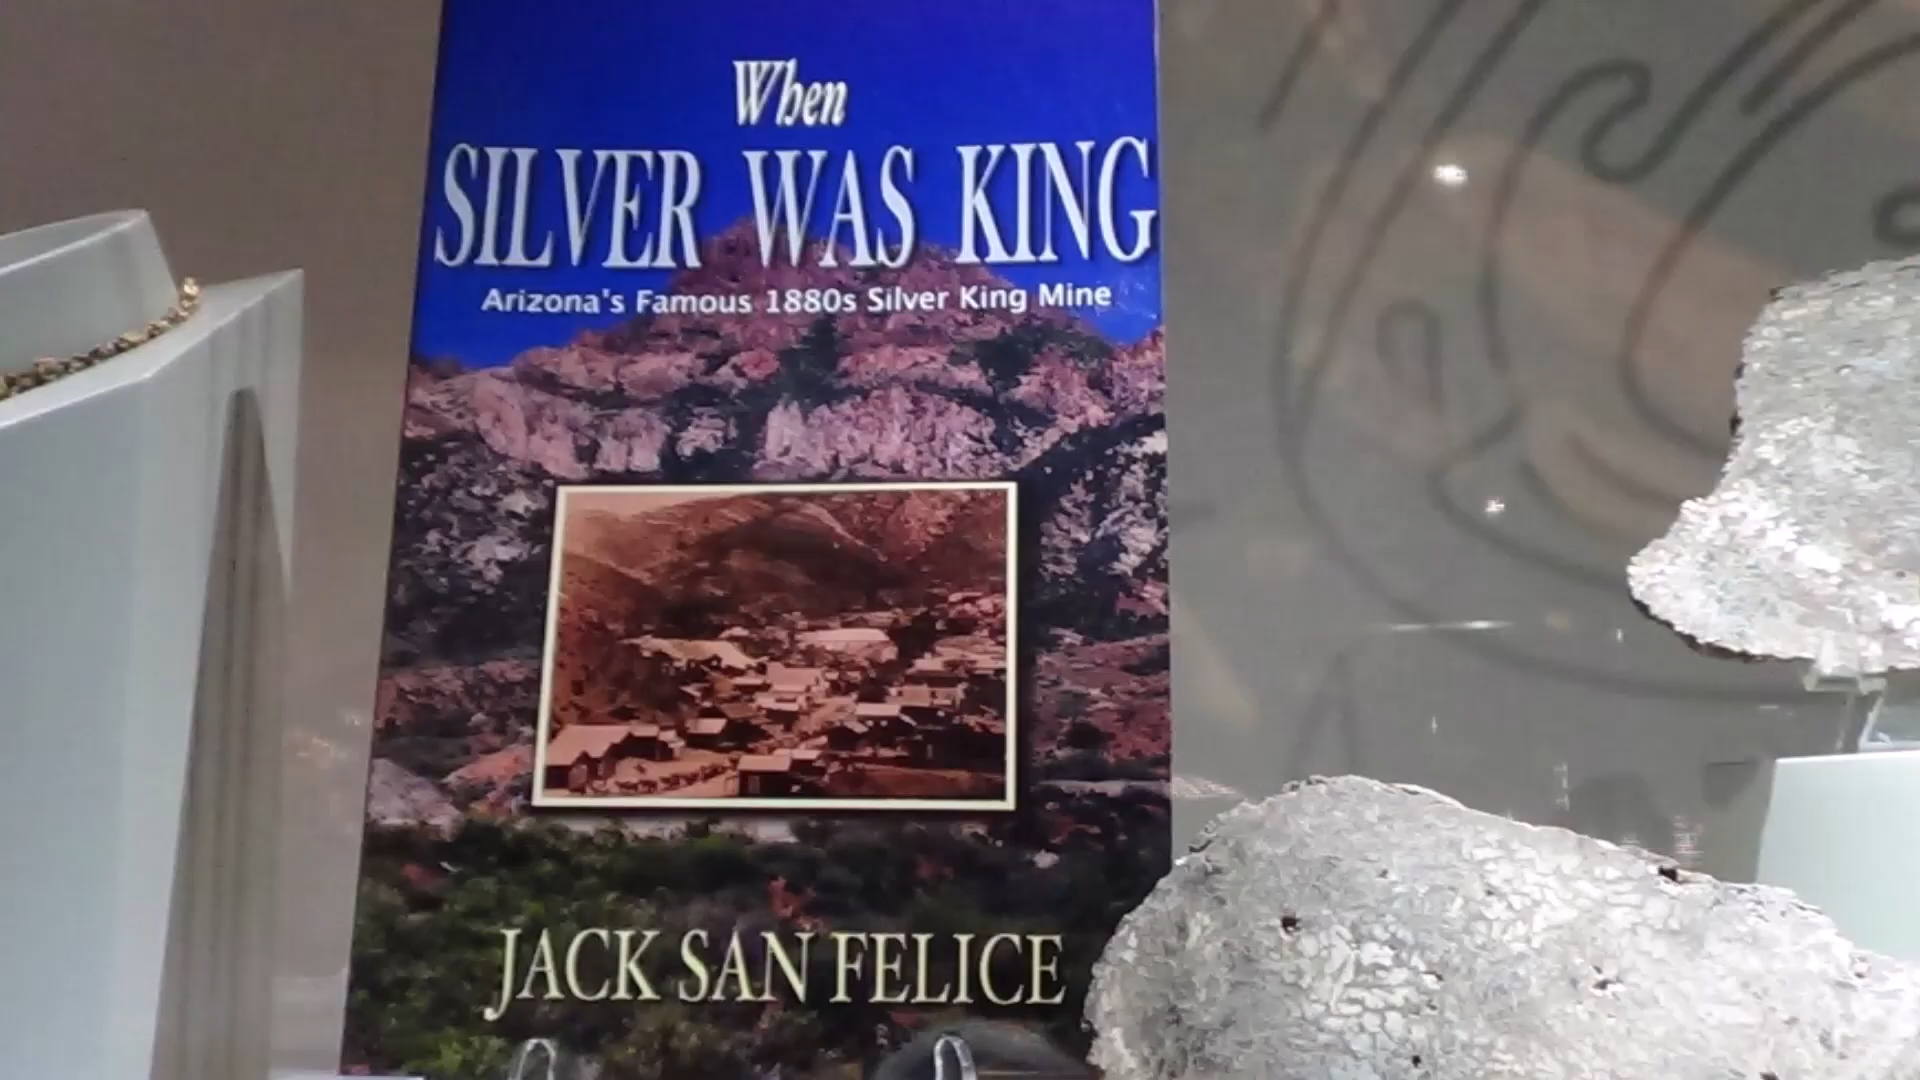 When
SILVER WAS KING
Arizona's Famous 1880s Silver King Mine
JACK SAN FELICE